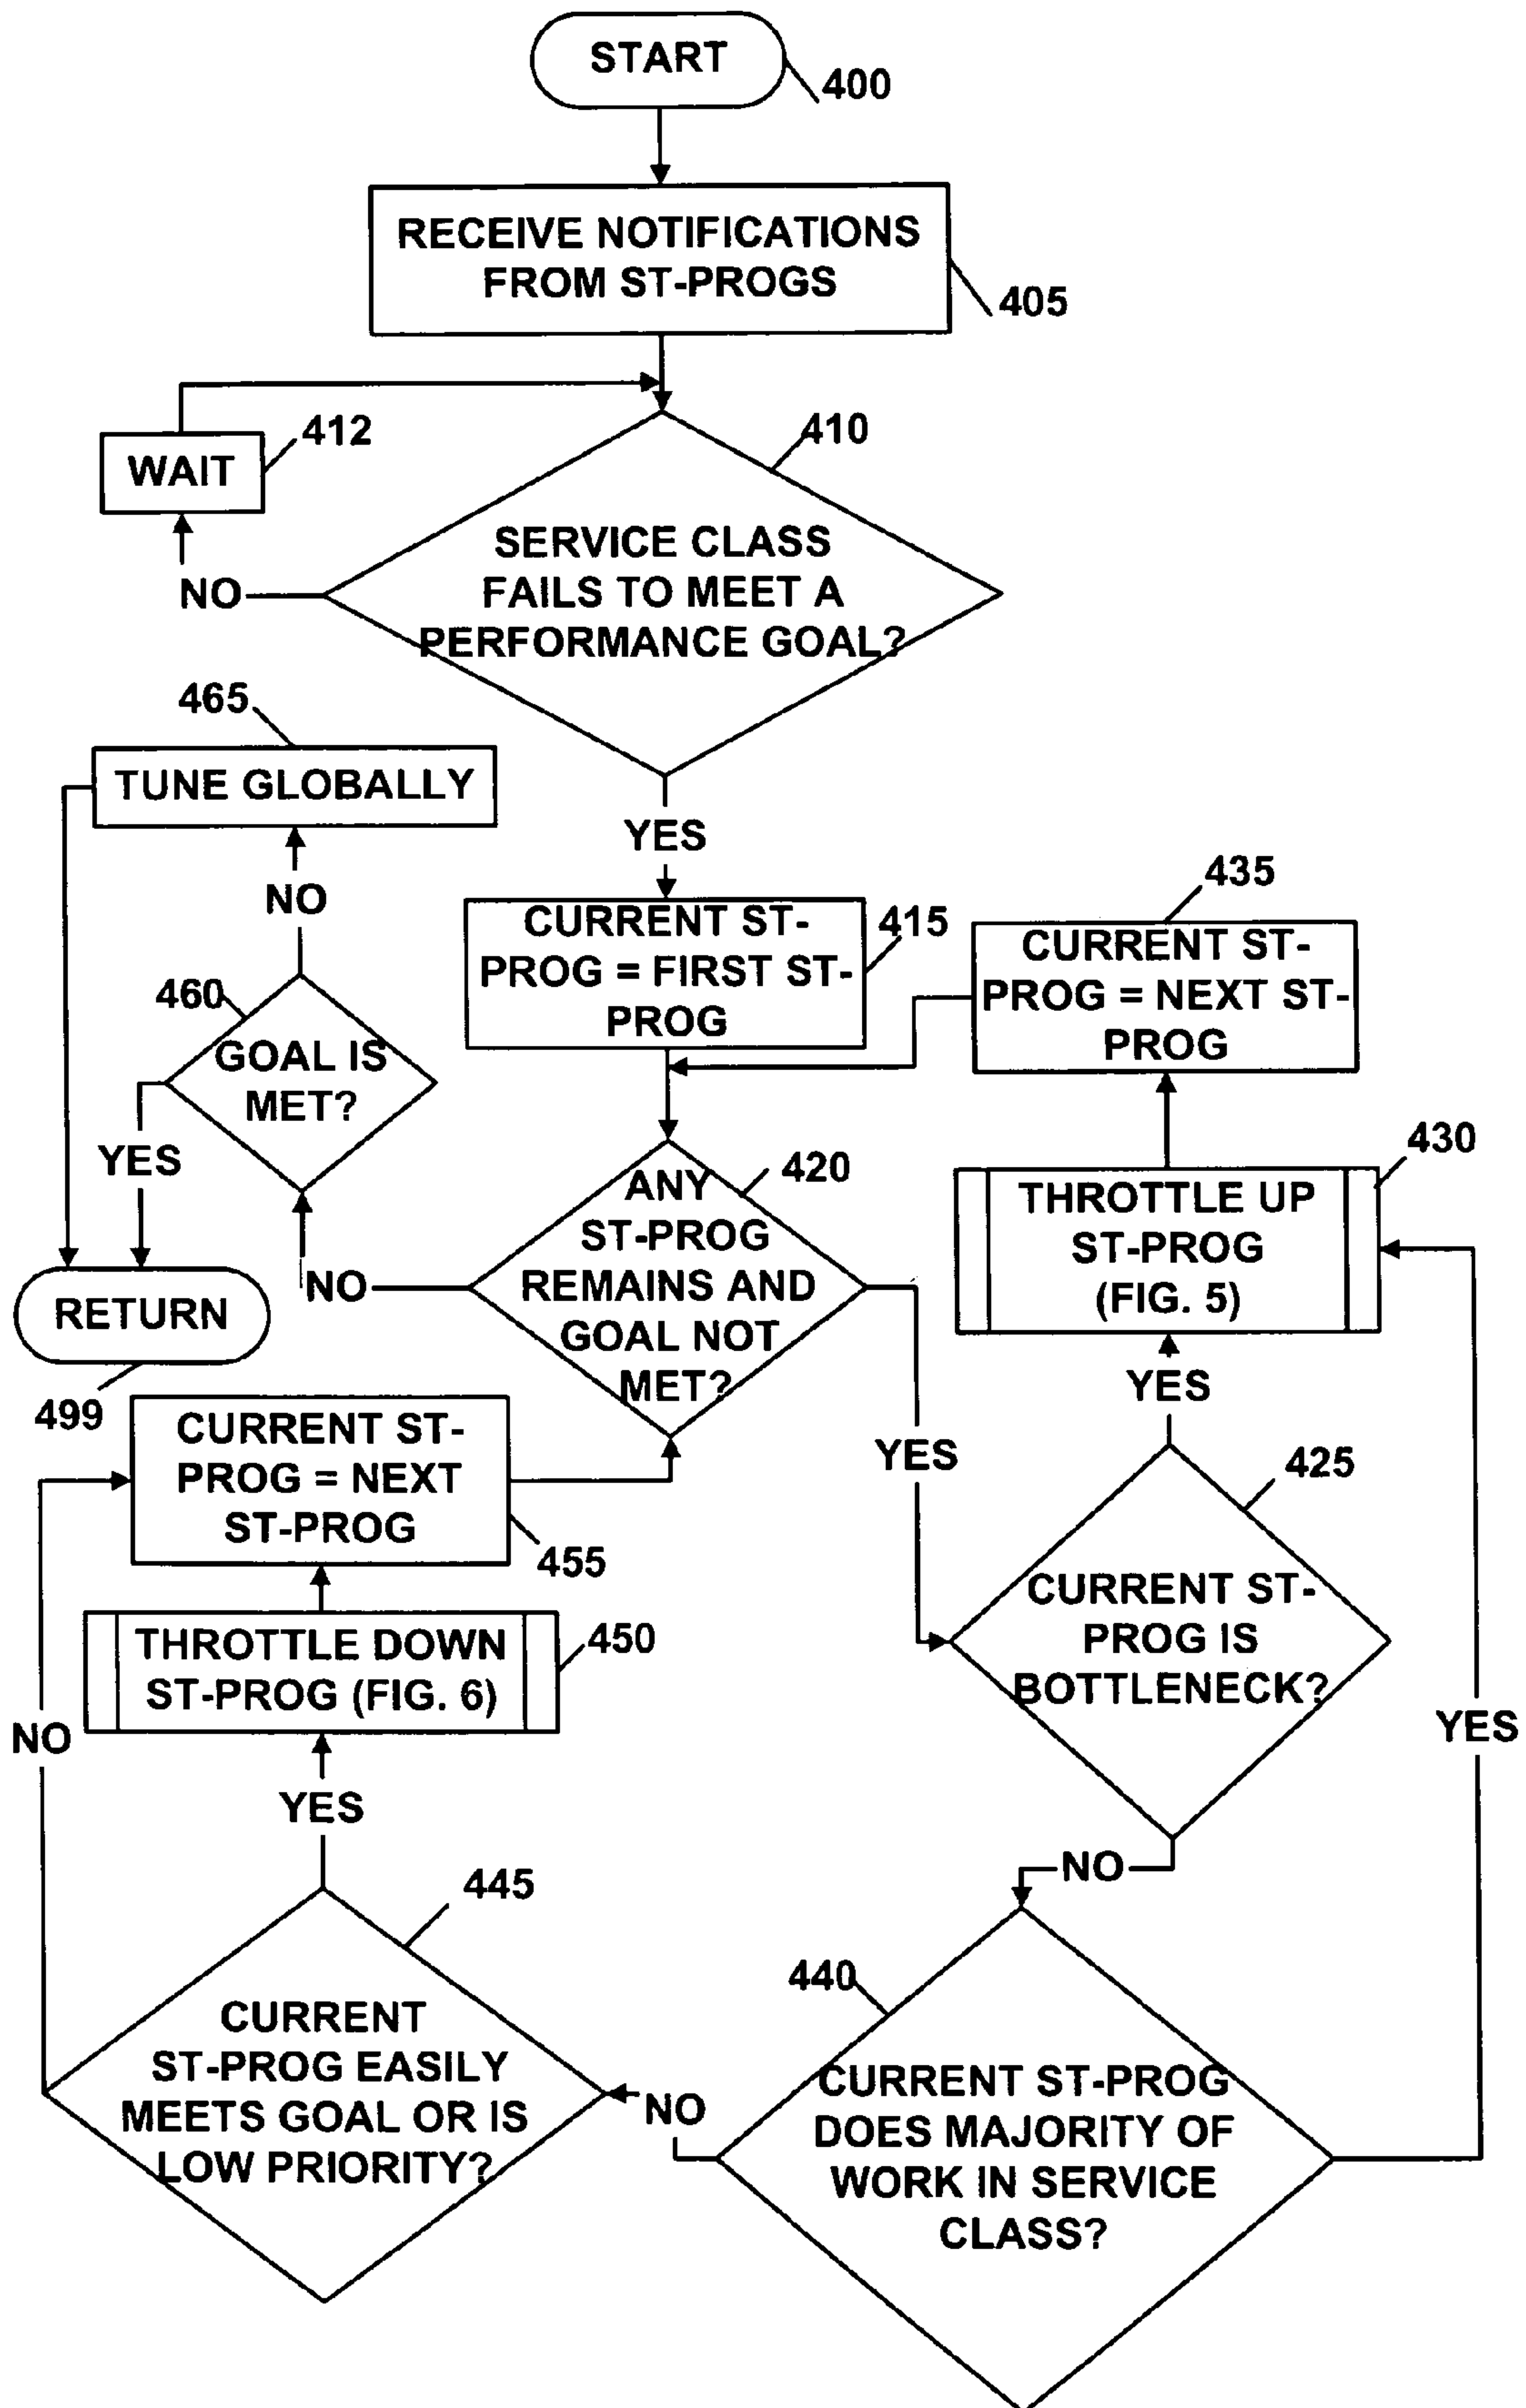 START
400
RECEIVE NOTIFICATIONS
FROM ST-PROGS
405
412
WAIT
NO
410
SERVICE CLASS
FAILS TO MEET A
PERFORMANCE GOAL?
YES
465
TUNE GLOBALLY
NO
460
GOAL IS
MET?
YES
RETURN
499
CURRENT ST-
PROG = FIRST ST-
PROG
415
435
CURRENT ST-
PROG = NEXT ST-
PROG
420
ANY
ST-PROG
REMAINS AND
GOAL NOT
MET?
NO
YES
430
THROTTLE UP
ST-PROG
(FIG. 5)
YES
425
CURRENT ST-
PROG IS
BOTTLENECK?
YES
NO
CURRENT ST-
PROG = NEXT
ST-PROG
455
THROTTLE DOWN
ST-PROG (FIG. 6)
450
NO
YES
445
CURRENT
ST-PROG EASILY
MEETS GOAL OR IS
LOW PRIORITY?
NO
440
CURRENT ST-PROG
DOES MAJORITY OF
WORK IN SERVICE
CLASS?